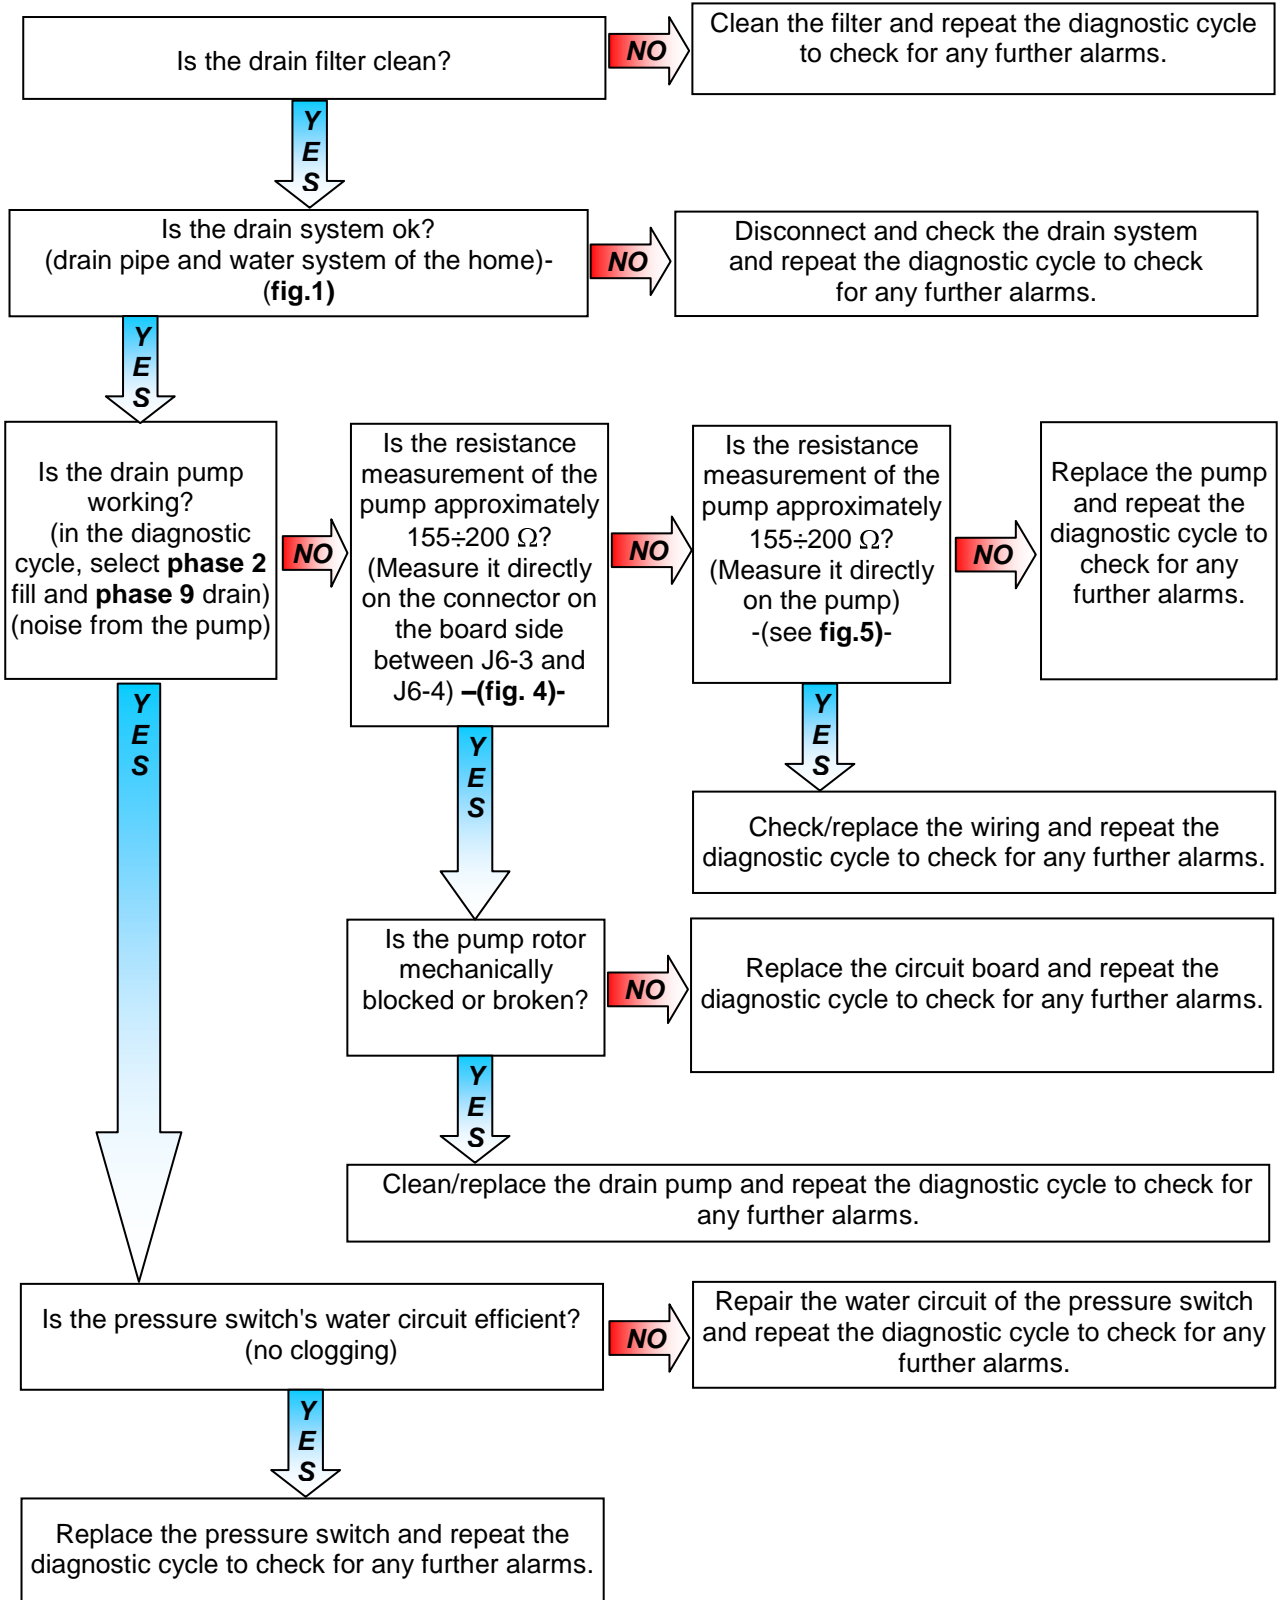 Is the drain filter clean?
NO
Clean the filter and repeat the diagnostic cycle
to check for any further alarms.
Y
E
S
Is the drain system ok?
(drain pipe and water system of the home)-
(fig.1)
NO
Disconnect and check the drain system
and repeat the diagnostic cycle to check
for any further alarms.
Y
E
S
Is the drain pump
working?
(in the diagnostic
cycle, select phase 2
fill and phase 9 drain)
(noise from the pump)
NO
Is the resistance
measurement of the
pump approximately
155÷200 Ω?
(Measure it directly
on the connector on
the board side
between J6-3 and
J6-4) –(fig. 4)-
NO
Is the resistance
measurement of the
pump approximately
155÷200 Ω?
(Measure it directly
on the pump)
-(see fig.5)-
NO
Replace the pump
and repeat the
diagnostic cycle to
check for any
further alarms.
Y
E
S
Y
E
S
Y
E
S
Check/replace the wiring and repeat the
diagnostic cycle to check for any further alarms.
Is the pump rotor
mechanically
blocked or broken?
NO
Replace the circuit board and repeat the
diagnostic cycle to check for any further alarms.
Y
E
S
Clean/replace the drain pump and repeat the diagnostic cycle to check for
any further alarms.
Is the pressure switch's water circuit efficient?
(no clogging)
NO
Repair the water circuit of the pressure switch
and repeat the diagnostic cycle to check for any
further alarms.
Y
E
S
Replace the pressure switch and repeat the
diagnostic cycle to check for any further alarms.